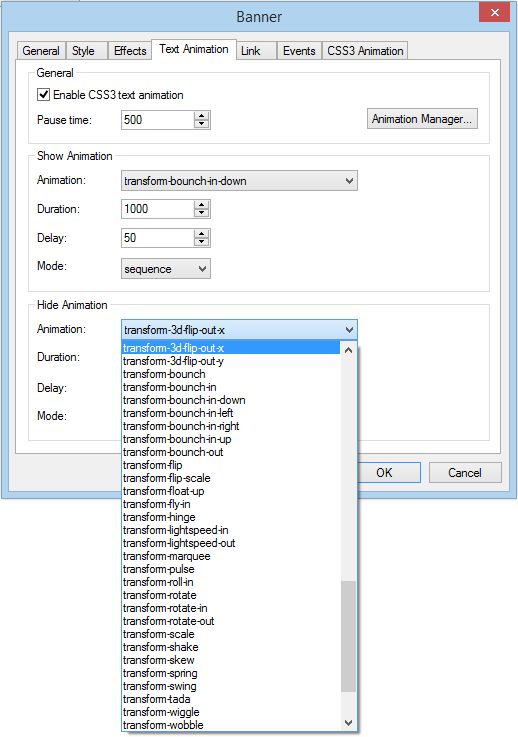 Banner
General Style Effects Text Animation Link Events CSS3 Animation
General
Enable CSS3 text animation
Pause time: 500 Animation Manager...
Show Animation
Animation: transform-bounch-in-down
Duration: 1000
Delay: 50
Mode: sequence
Hide Animation
Animation: transform-3d-flip-out-x
Duration:
Delay:
Mode:
transform-3d-flip-out-x
transform-3d-flip-out-y
transform-bounch
transform-bounch-in
transform-bounch-in-down
transform-bounch-in-left
transform-bounch-in-right
transform-bounch-in-up
transform-bounch-out
transform-flip
transform-flip-scale
transform-float-up
transform-fly-in
transform-hinge
transform-lightspeed-in
transform-lightspeed-out
transform-marquee
transform-pulse
transform-roll-in
transform-rotate
transform-rotate-in
transform-rotate-out
transform-scale
transform-shake
transform-skew
transform-spring
transform-swing
transform-tada
transform-wiggle
transform-wobble
OK Cancel